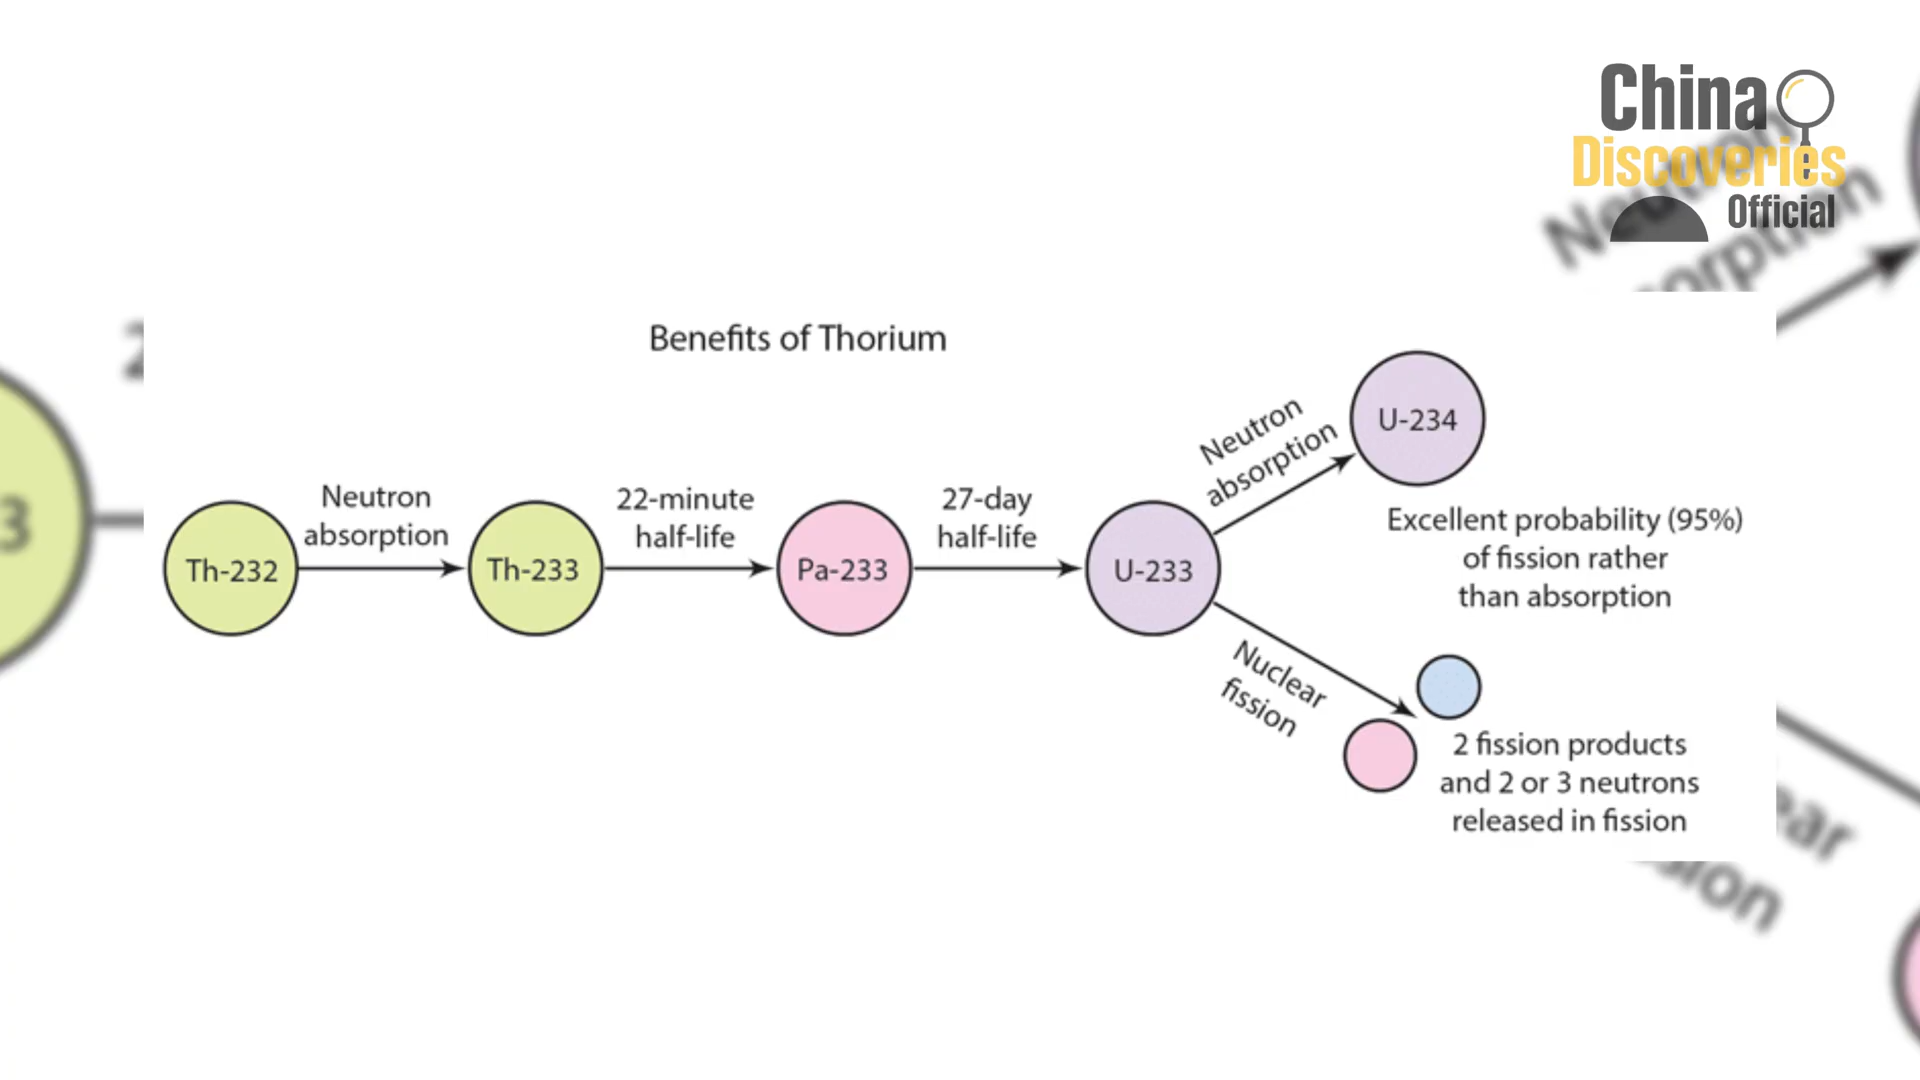 China
Discoveries
Official
Benefits of Thorium
Th-232
Neutron
absorption
Th-233
22-minute
half-life
Pa-233
27-day
half-life
U-233
Neutron
absorption
U-234
Excellent probability (95%)
of fission rather
than absorption
Nuclear
fission
2 fission products
and 2 or 3 neutrons
released in fission